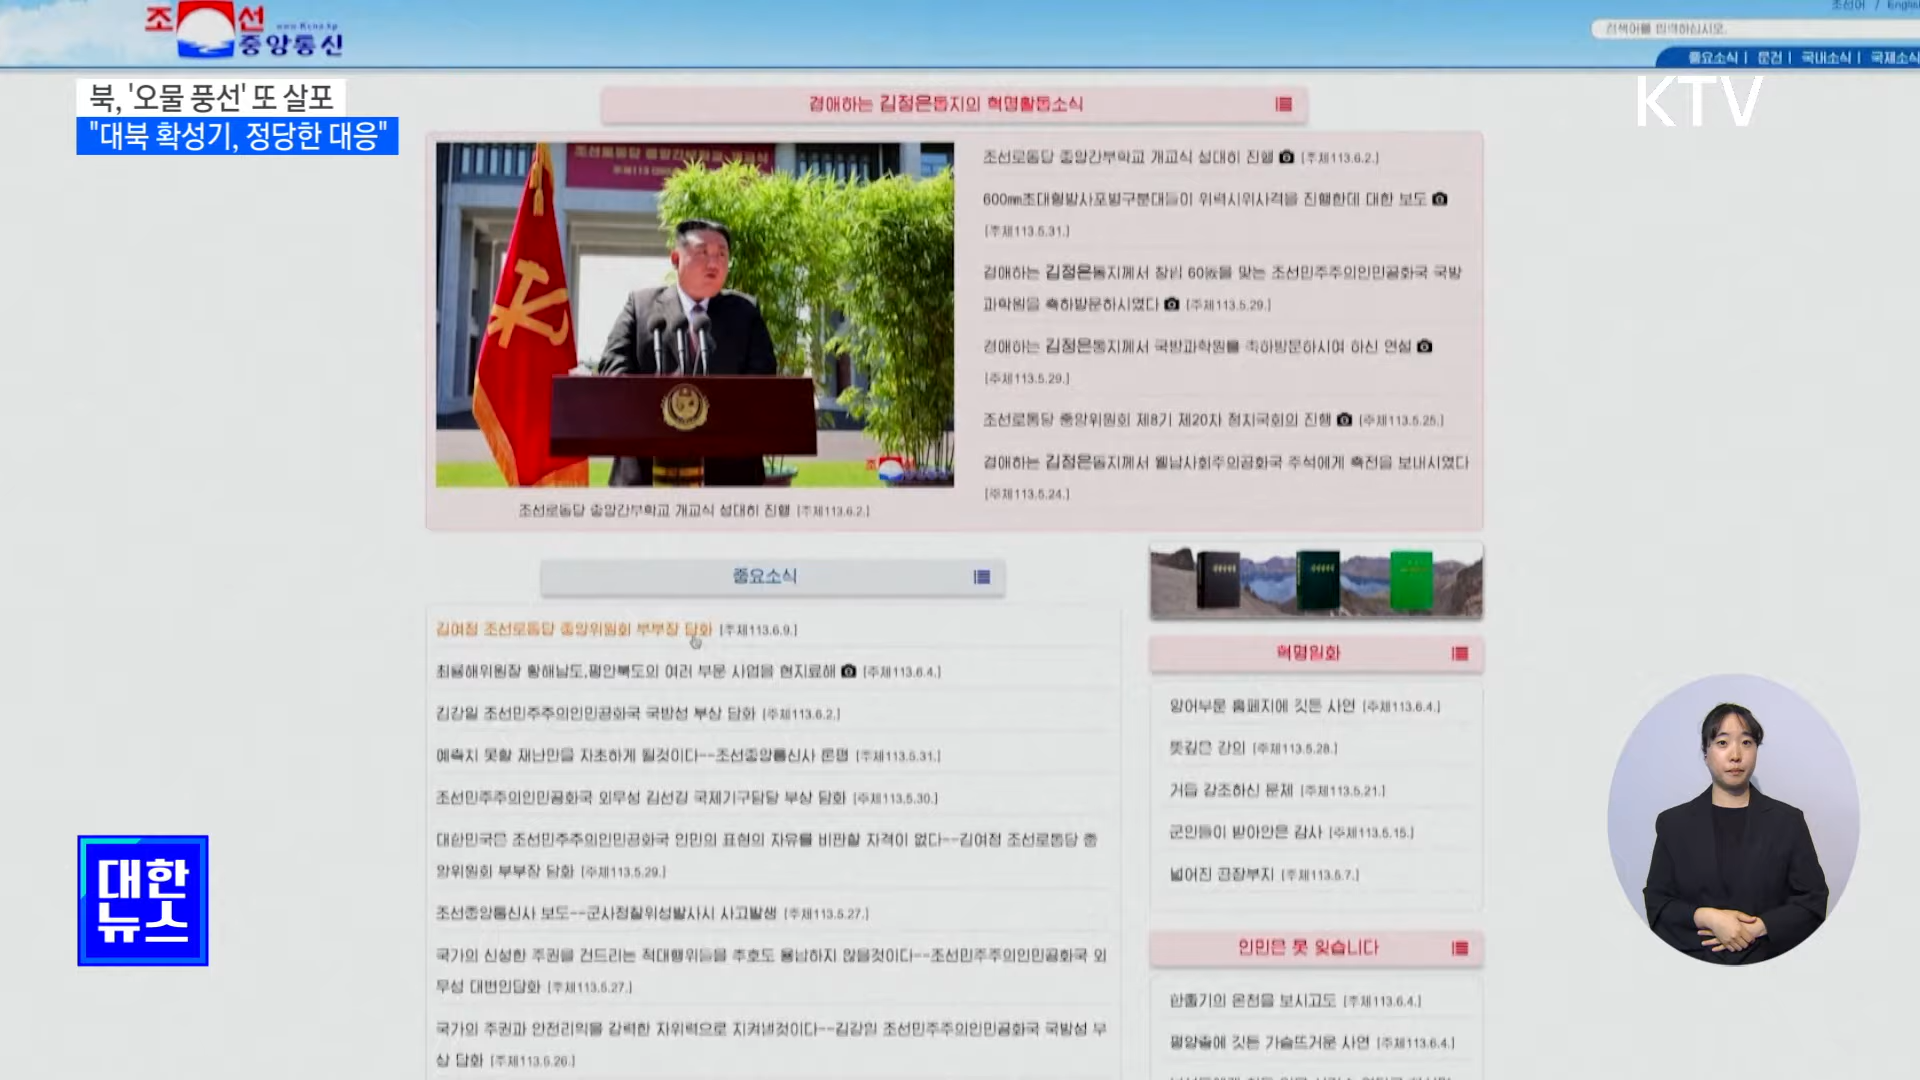 조선
www.kcna.kp
중앙통신
조선어 / English
검색어를 입력하십시오.
중요소식 | 문건 | 국내소식 | 국제소식
KTV
북, '오물 풍선' 또 살포
"대북 확성기, 정당한 대응"
경애하는 김정은동지의 혁명활동소식
조선로동당 중앙간부학교 개교식
조선로동당 중앙간부학교 개교식 성대히 진행 [주체113.6.2.]
조선로동당 중앙간부학교 개교식 성대히 진행 [주체113.6.2.]
600mm초대형방사포병구분대들이 위력시위사격을 진행한데 대한 보도
[주체113.5.31.]
경애하는 김정은동지께서 창립 60돐을 맞는 조선민주주의인민공화국 국방
과학원을 축하방문하시였다 [주체113.5.29.]
경애하는 김정은동지께서 국방과학원을 축하방문하시여 하신 연설
[주체113.5.29.]
조선로동당 중앙위원회 제8기 제20차 정치국회의 진행 [주체113.5.25.]
경애하는 김정은동지께서 윁남사회주의공화국 주석에게 축전을 보내시였다
[주체113.5.24.]
중요소식
김여정 조선로동당 중앙위원회 부부장 담화 [주체113.6.9.]
최룡해위원장 황해남도,평안북도의 여러 부문 사업을 현지료해 [주체113.6.4.]
김강일 조선민주주의인민공화국 국방성 부상 담화 [주체113.6.2.]
예측치 못할 재난만을 자초하게 될것이다--조선중앙통신사 론평 [주체113.5.31.]
조선민주주의인민공화국 외무성 김선경 국제기구담당 부상 담화 [주체113.5.30.]
대한민국은 조선민주주의인민공화국 인민의 표현의 자유를 비판할 자격이 없다--김여정 조선로동당 중
앙위원회 부부장 담화 [주체113.5.29.]
조선중앙통신사 보도--군사정찰위성발사시 사고발생 [주체113.5.27.]
국가의 신성한 주권을 건드리는 적대행위들을 추호도 용납하지 않을것이다--조선민주주의인민공화국 외
무성 대변인담화 [주체113.5.27.]
국가의 주권과 안전리익을 강력한 자위력으로 지켜낼것이다--김강일 조선민주주의인민공화국 국방성 부
상 담화 [주체113.5.26.]
혁명일화
양어부문 홈페지에 깃든 사연 [주체113.6.4.]
뜻깊은 강의 [주체113.5.28.]
거듭 강조하신 문제 [주체113.5.21.]
군인들이 받아안은 감사 [주체113.5.15.]
넓어진 공장부지 [주체113.5.7.]
인민은 못 잊습니다
한줄기의 온천을 보시고도 [주체113.6.4.]
평양종에 깃든 가슴뜨거운 사연 [주체113.6.4.]
대한
뉴스